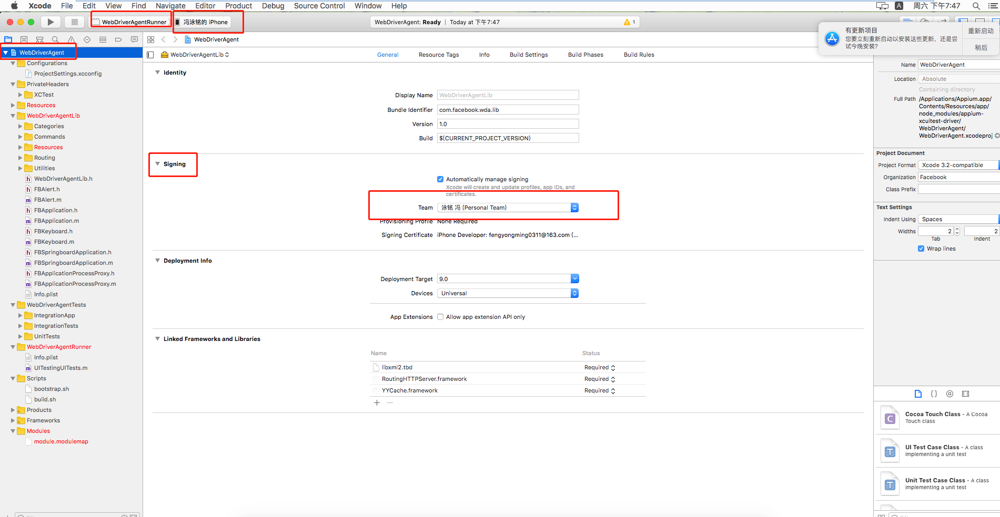 Xcode File Edit View Find Navigate Editor Product Debug Source Control Window Help
A 周六 下午7:47
WebDriverAgentRunner
冯泳铭的 iPhone
WebDriverAgent: Ready | Today at 下午7:47
1
有更新项目
您要立刻重新启动以安装这些更新，还是尝
试今晚安装?
重新启动
稍后
WebDriverAgent
Configurations
ProjectSettings.xcconfig
PrivateHeaders
XCTest
Resources
WebDriverAgentLib
Categories
Commands
Resources
Routing
Utilities
WebDriverAgentLib.h
FBAlert.h
FBAlert.m
FBApplication.h
FBApplication.m
FBKeyboard.h
FBKeyboard.m
FBSpringboardApplication.h
FBSpringboardApplication.m
FBApplicationProcessProxy.h
FBApplicationProcessProxy.m
Info.plist
WebDriverAgentTests
IntegrationApp
IntegrationTests
UnitTests
WebDriverAgentRunner
Info.plist
UITestingUITests.m
Scripts
bootstrap.sh
build.sh
Products
Frameworks
Modules
module.modulemap
WebDriverAgent
WebDriverAgentLib
General Resource Tags Info Build Settings Build Phases Build Rules
Identity
Display Name WebDriverAgentLib
Bundle Identifier com.facebook.wda.lib
Version 1.0
Build $(CURRENT_PROJECT_VERSION)
Signing
Automatically manage signing
Xcode will create and update profiles, app IDs, and
certificates.
Team 泳铭 冯 (Personal Team)
Provisioning Profile None Required
Signing Certificate iPhone Developer: fengyongming0311@163.com (...
Deployment Info
Deployment Target 9.0
Devices Universal
App Extensions Allow app extension API only
Linked Frameworks and Libraries
Name Status
libxml2.tbd Required
RoutingHTTPServer.framework Required
YYCache.framework Required
Name WebDriverAgent
Location Absolute
Containing directory
Full Path /Applications/Appium.app/
Contents/Resources/app/
node_modules/appium-
xcuitest-driver/
WebDriverAgent/
WebDriverAgent.xcodeproj
Project Document
Project Format Xcode 3.2-compatible
Organization Facebook
Class Prefix
Text Settings
Indent Using Spaces
Widths 2 2
Tab Indent
Wrap lines
{}
C
Cocoa Touch Class - A Cocoa
Touch class
T
UI Test Case Class - A class
implementing a unit test
T
Unit Test Case Class - A class
implementing a unit test